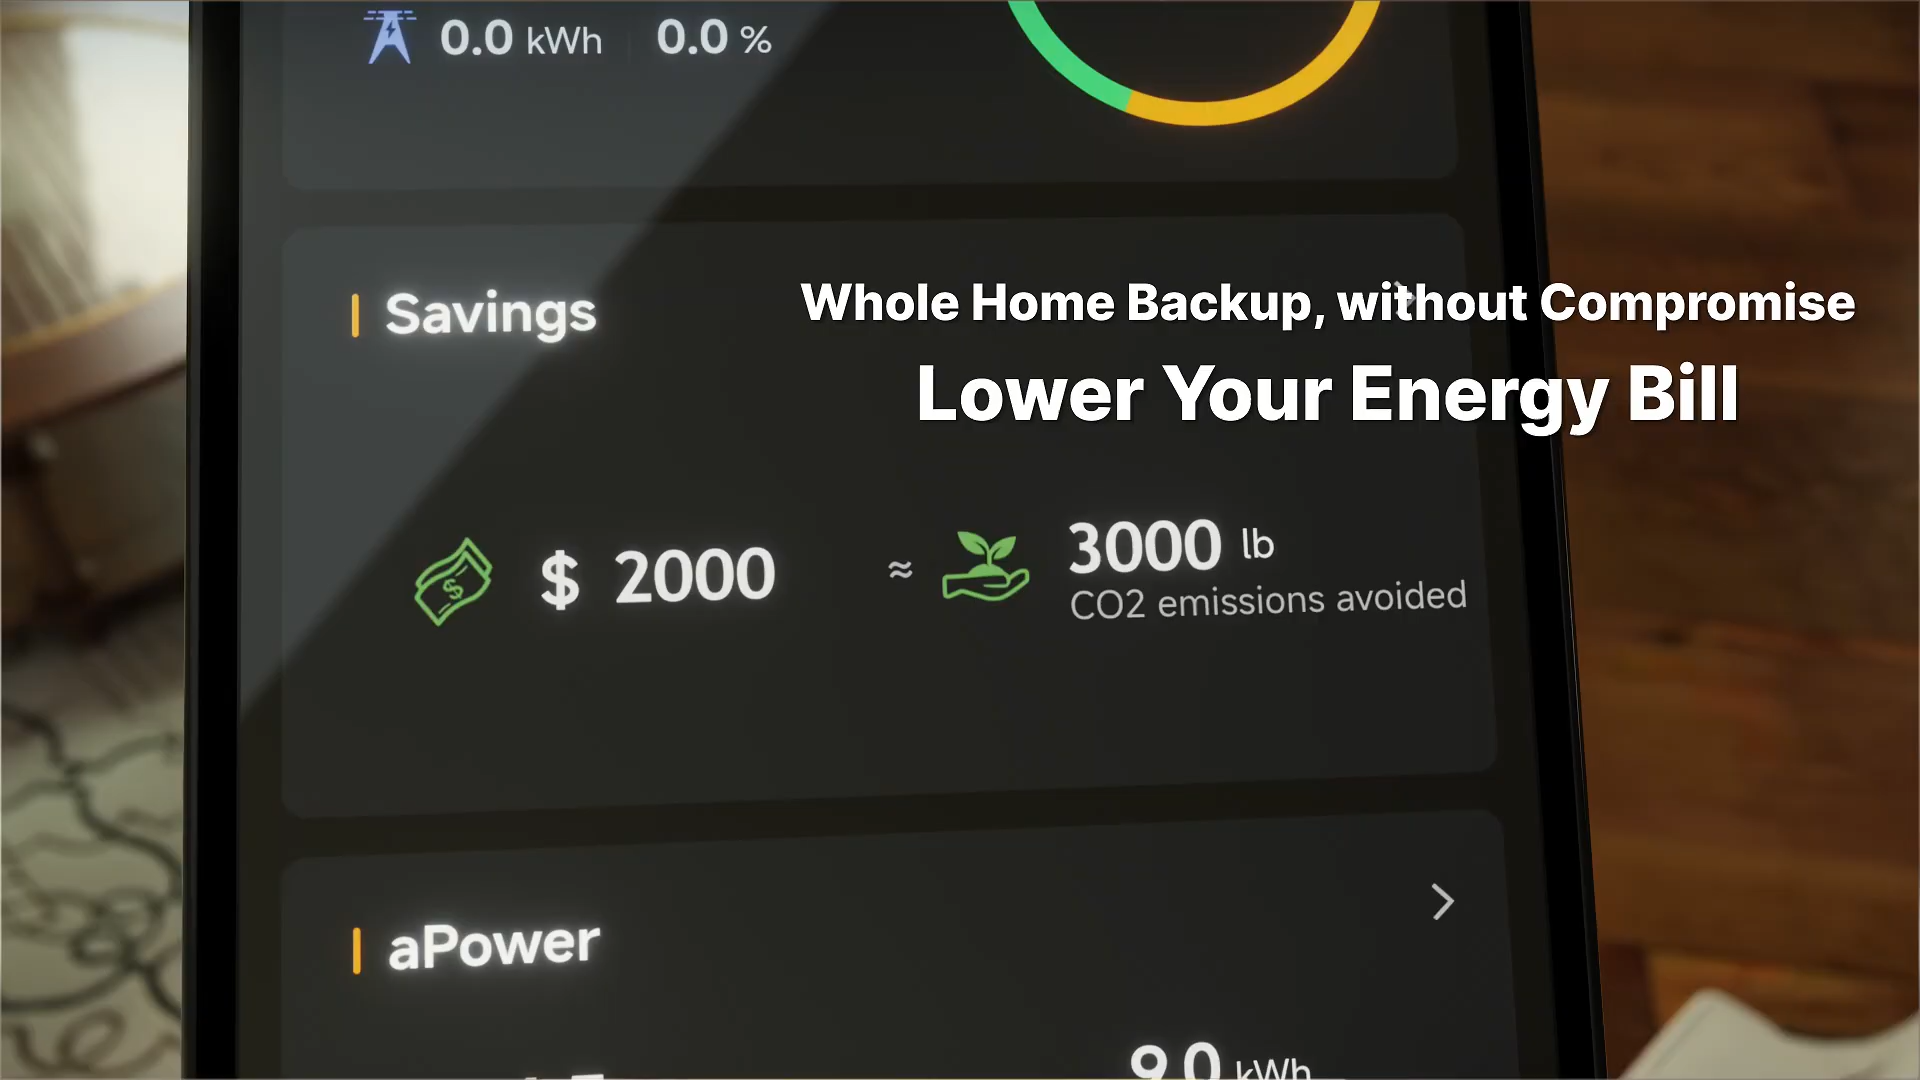 0.0 kWh 0.0 %
Savings
Whole Home Backup, without Compromise
Lower Your Energy Bill
$ 2000 ≈ 3000 lb
CO2 emissions avoided
aPower
kWh